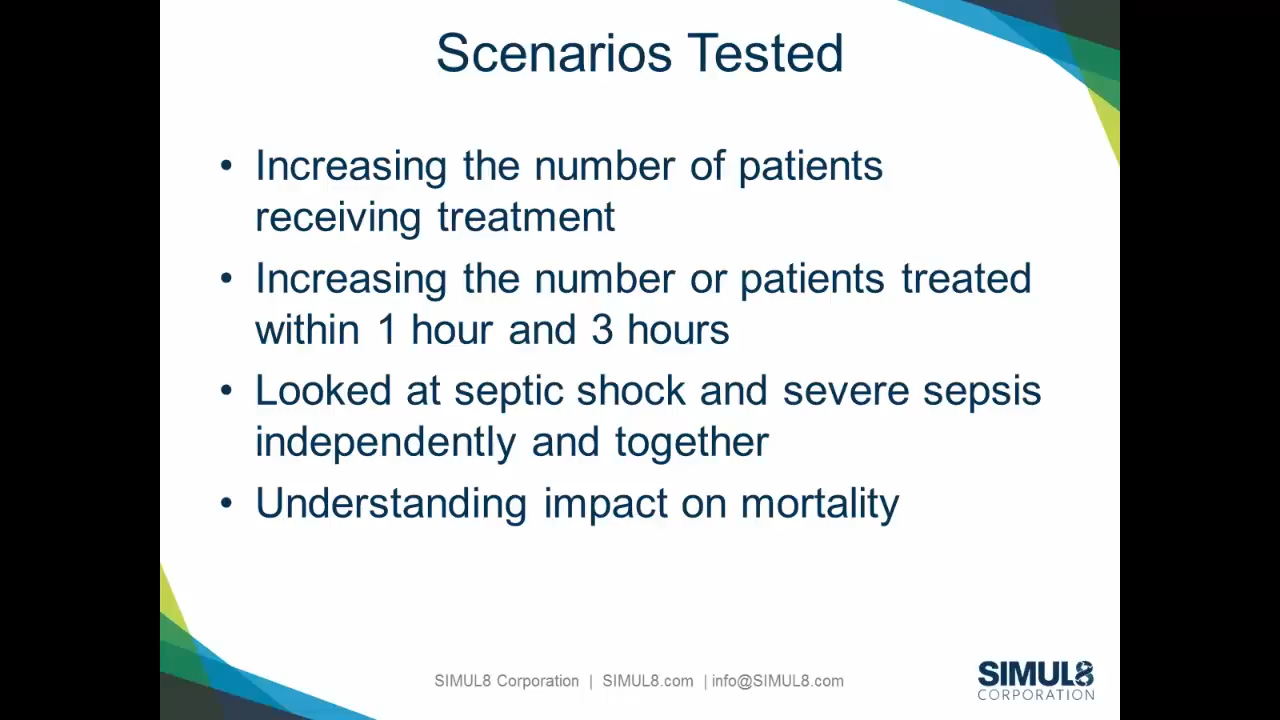 Scenarios Tested
• Increasing the number of patients
receiving treatment
• Increasing the number or patients treated
within 1 hour and 3 hours
• Looked at septic shock and severe sepsis
independently and together
• Understanding impact on mortality
SIMUL8 Corporation | SIMUL8.com | info@SIMUL8.com
SIMUL8
CORPORATION